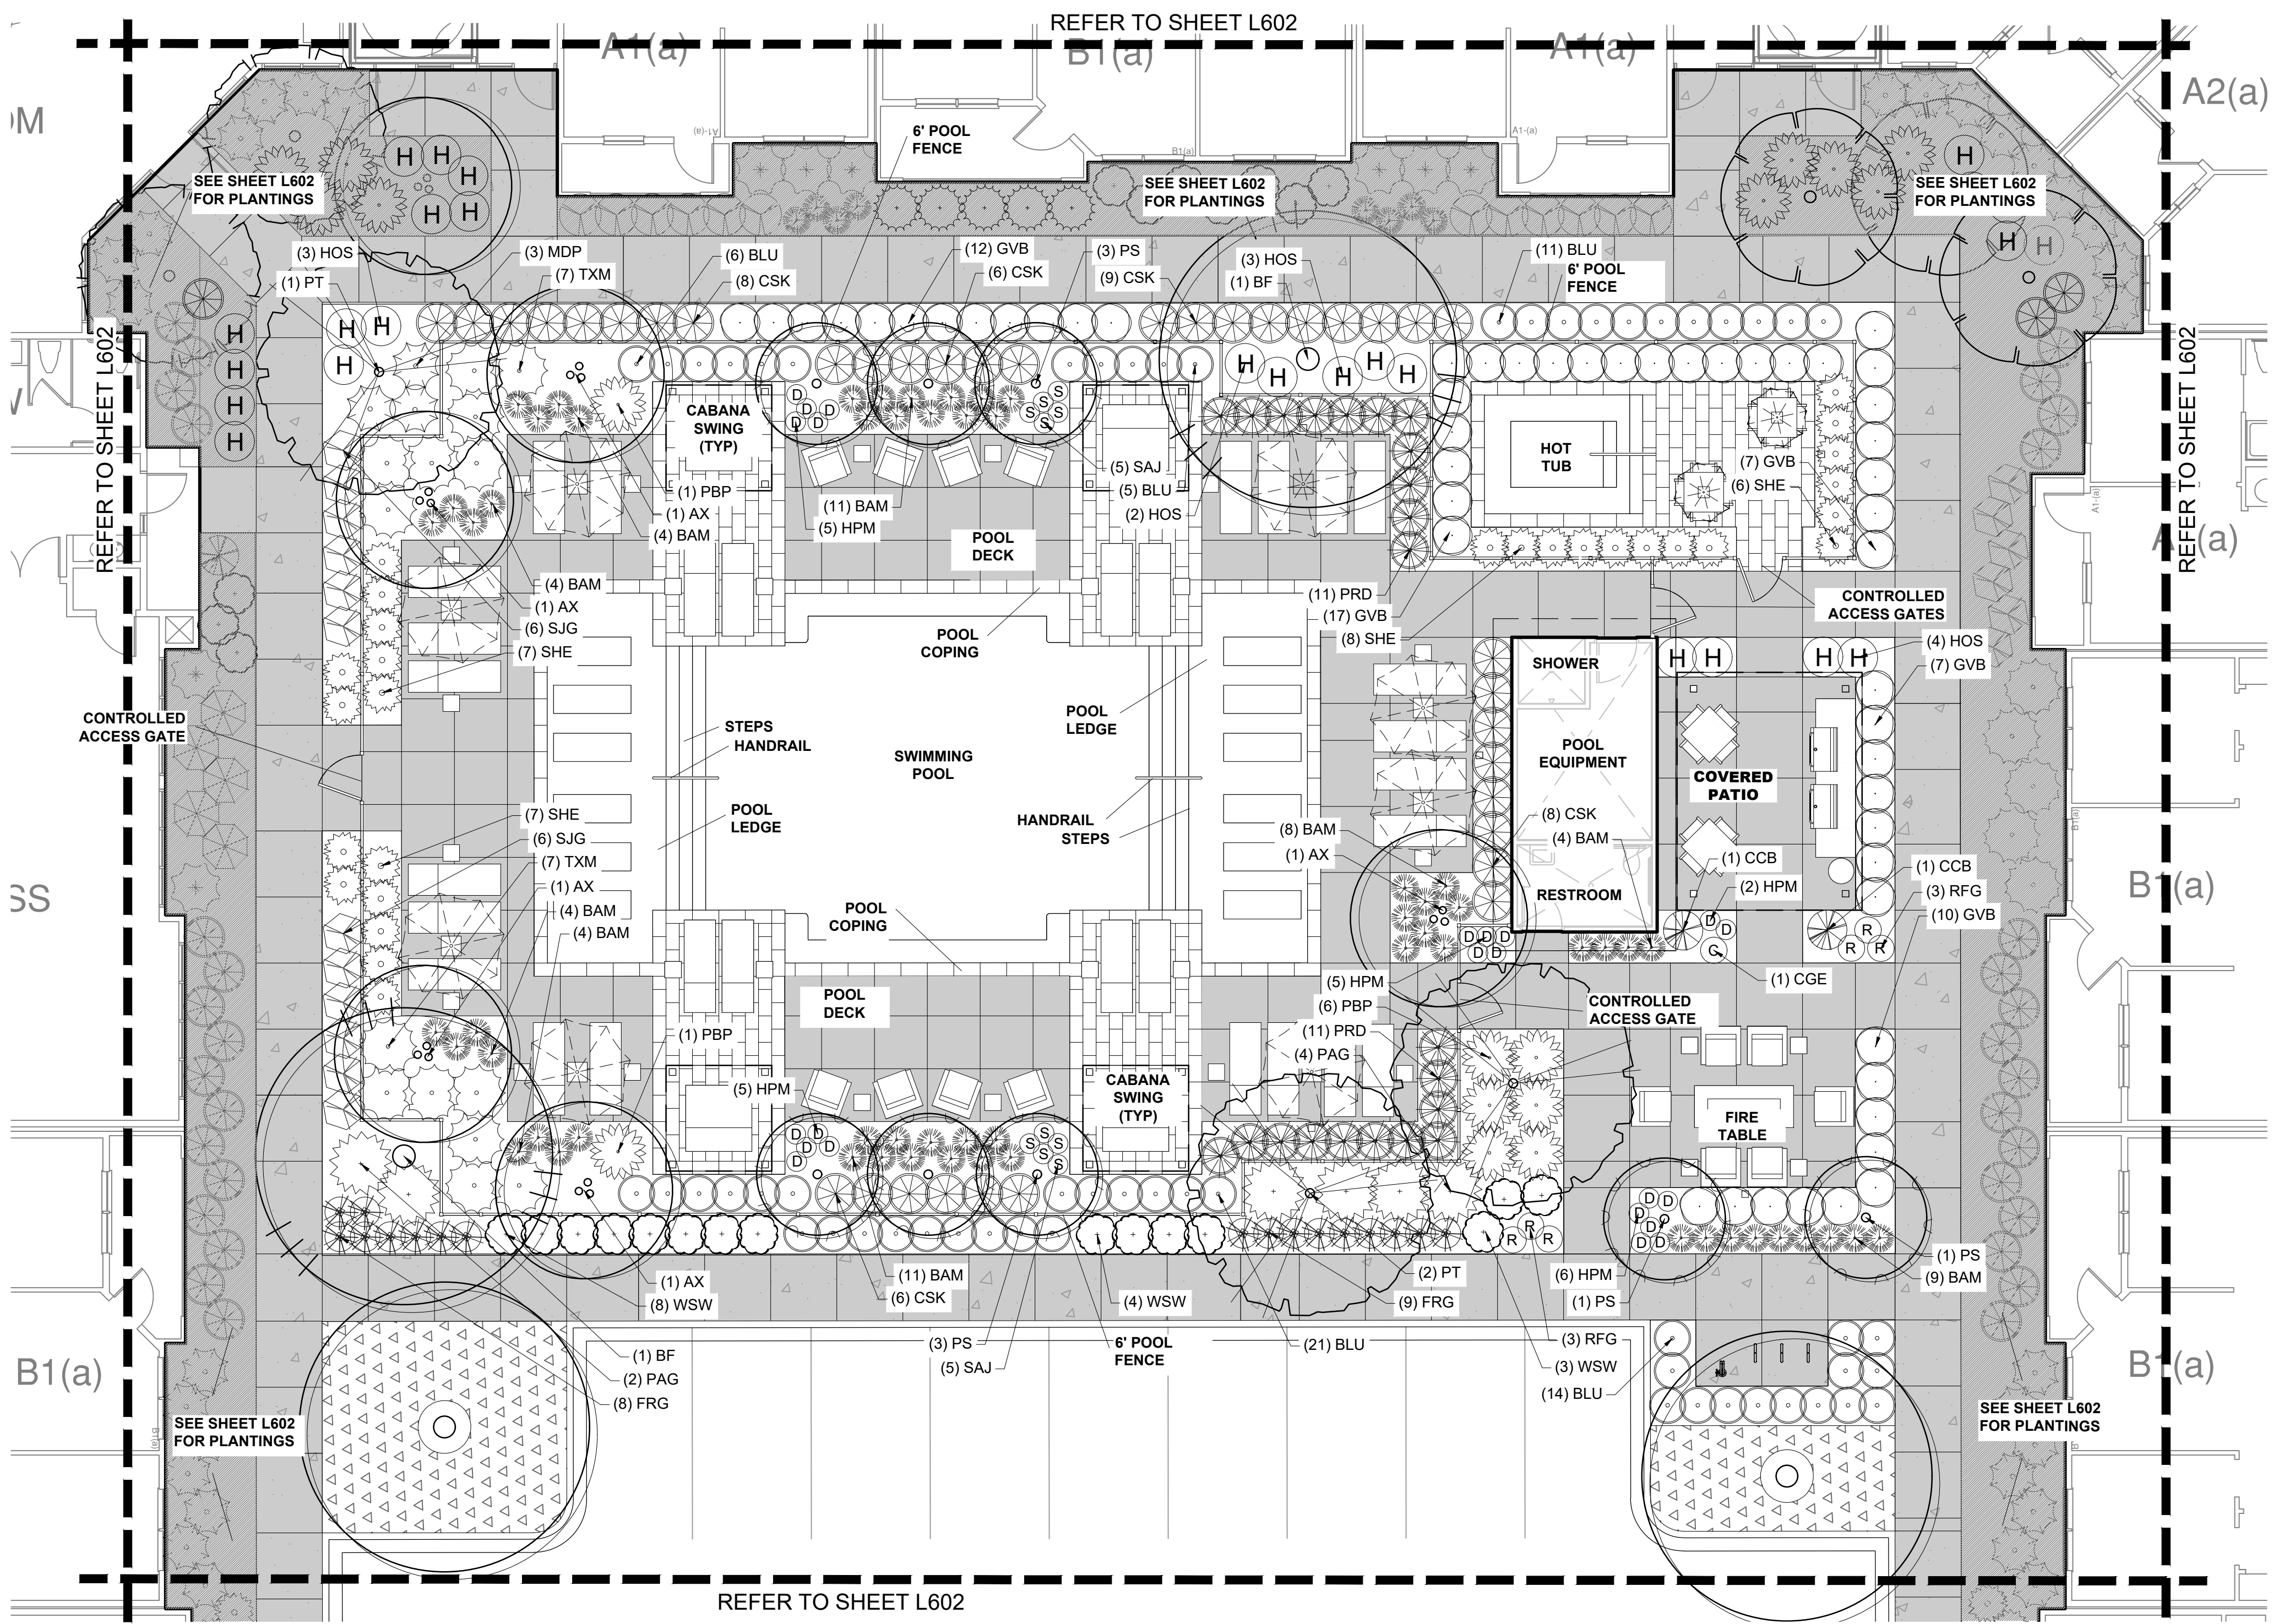 REFER TO SHEET L602
A1(a)
B1(a)
A1(a)
A2(a)
A1-(a)
A1-(a)
B1(a)
6' POOL
FENCE
SEE SHEET L602
FOR PLANTINGS
SEE SHEET L602
FOR PLANTINGS
SEE SHEET L602
FOR PLANTINGS
H H
H
H H
H
H H
(3) HOS
(1) PT
(3) MDP
(7) TXM
(6) BLU
(8) CSK
(12) GVB
(6) CSK
(3) PS
(9) CSK
(3) HOS
(1) BF
(11) BLU
6' POOL
FENCE
REFER TO SHEET L602
REFER TO SHEET L602
H
H
H
H
H H
H
H H H H
CABANA
SWING
(TYP)
D
D D D
D D
S
S S
S S
S
HOT
TUB
(7) GVB
(6) SHE
(5) SAJ
(5) BLU
(2) HOS
(1) PBP
(1) AX
(4) BAM
(11) BAM
(5) HPM
POOL
DECK
A1-(a)
A1(a)
(4) BAM
(1) AX
(6) SJG
(7) SHE
(11) PRD
(17) GVB
(8) SHE
CONTROLLED
ACCESS GATES
POOL
COPING
(4) HOS
(7) GVB
H H H H
SHOWER
CONTROLLED
ACCESS GATE
STEPS
HANDRAIL
POOL
LEDGE
SWIMMING
POOL
POOL
EQUIPMENT
COVERED
PATIO
POOL
LEDGE
HANDRAIL
STEPS
(7) SHE
(6) SJG
(7) TXM
(1) AX
(4) BAM
(4) BAM
(8) BAM
(1) AX
(8) CSK
(4) BAM
(1) CCB
(2) HPM
(1) CCB
(3) RFG
(10) GVB
B1(a)
B1(a)
RESTROOM
POOL
COPING
D D
C
R
R R
D D D
D D
(1) CGE
POOL
DECK
(5) HPM
(6) PBP
(11) PRD
(4) PAG
CONTROLLED
ACCESS GATE
(1) PBP
(5) HPM
CABANA
SWING
(TYP)
FIRE
TABLE
D D
D D
D
S S
S S
S
R
R R
D D
D
D
D D
(1) AX
(8) WSW
(11) BAM
(6) CSK
(4) WSW
(2) PT
(9) FRG
(6) HPM
(1) PS
(1) PS
(9) BAM
(1) BF
(2) PAG
(8) FRG
(3) PS
(5) SAJ
6' POOL
FENCE
(21) BLU
(3) RFG
(3) WSW
(14) BLU
B1(a)
B1(a)
B1(a)
SEE SHEET L602
FOR PLANTINGS
SEE SHEET L602
FOR PLANTINGS
REFER TO SHEET L602